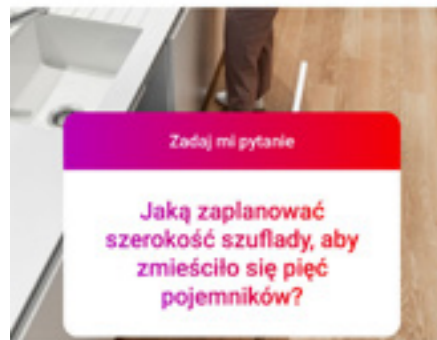 Zadaj mi pytanie
Jaką zaplanować
szerokość szuflady, aby
zmieściło się pięć
pojemników?